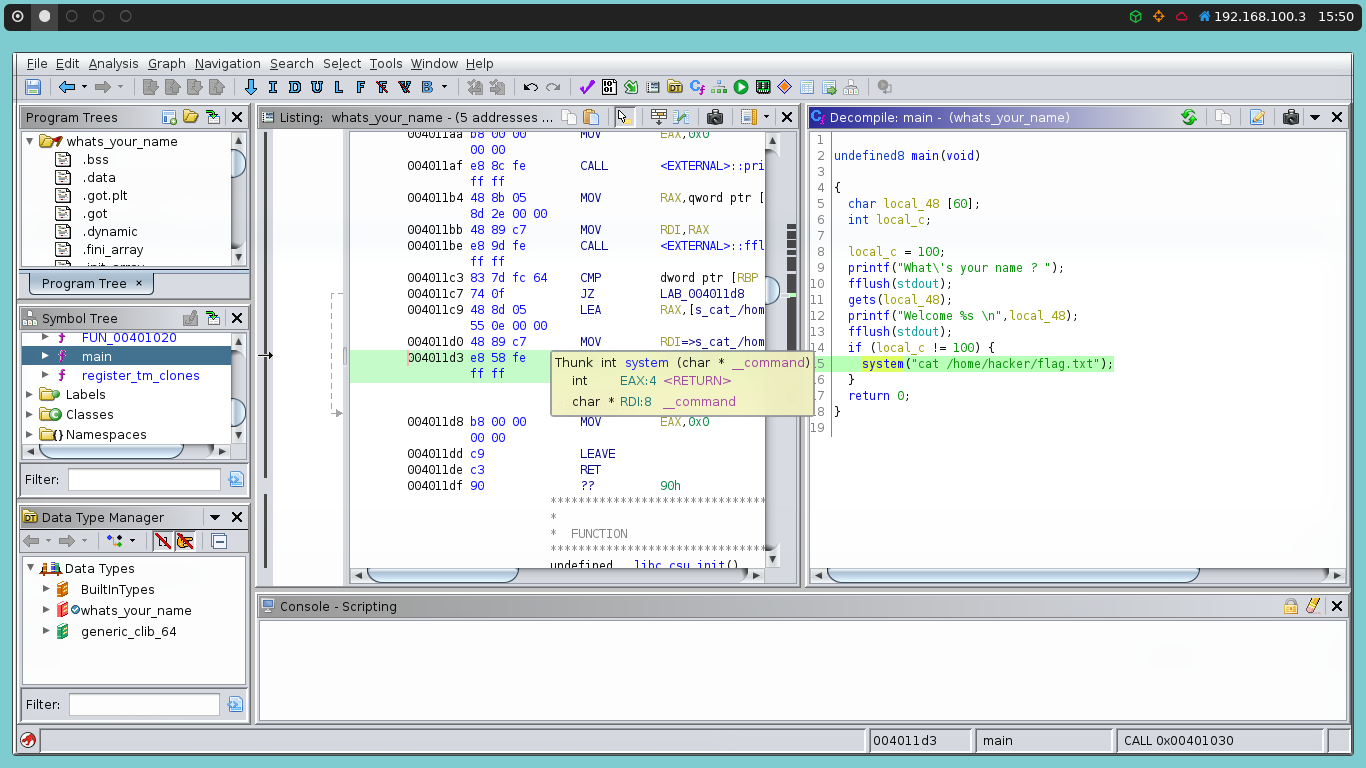 192.168.100.3 15:50
File Edit Analysis Graph Navigation Search Select Tools Window Help
I D U L F R V B
Program Trees
whats_your_name
.bss
.data
.got.plt
.got
.dynamic
.fini_array
Program Tree ×
Symbol Tree
FUN_00401020
f main
f register_tm_clones
Labels
Classes
{} Namespaces
Filter:
Data Type Manager
Data Types
BuiltInTypes
whats_your_name
generic_clib_64
Filter:
Listing: whats_your_name - (5 addresses ...
004011aa b8 00 00 MOV EAX,0x0
00 00
004011af e8 8c fe CALL <EXTERNAL>::pri
ff ff
004011b4 48 8b 05 MOV RAX,qword ptr [
8d 2e 00 00
004011bb 48 89 c7 MOV RDI,RAX
004011be e8 9d fe CALL <EXTERNAL>::ffl
ff ff
004011c3 83 7d fc 64 CMP dword ptr [RBP
004011c7 74 0f JZ LAB_004011d8
004011c9 48 8d 05 LEA RAX,[s_cat_/hom
55 0e 00 00
004011d0 48 89 c7 MOV RDI=>s_cat_/hom
004011d3 e8 58 fe
ff ff
Thunk int system (char * __command)
int EAX:4 <RETURN>
char * RDI:8 __command
004011d8 b8 00 00 MOV EAX,0x0
00 00
004011dd c9 LEAVE
004011de c3 RET
004011df 90 ?? 90h
*******************************
*
* FUNCTION
*******************************
undefined __libc_csu_init()
Decompile: main - (whats_your_name)
1
2 undefined8 main(void)
3
4 {
5 char local_48 [60];
6 int local_c;
7
8 local_c = 100;
9 printf("What\'s your name ? ");
10 fflush(stdout);
11 gets(local_48);
12 printf("Welcome %s \n",local_48);
13 fflush(stdout);
14 if (local_c != 100) {
15 system("cat /home/hacker/flag.txt");
16 }
17 return 0;
18 }
19
Console - Scripting
004011d3 main CALL 0x00401030